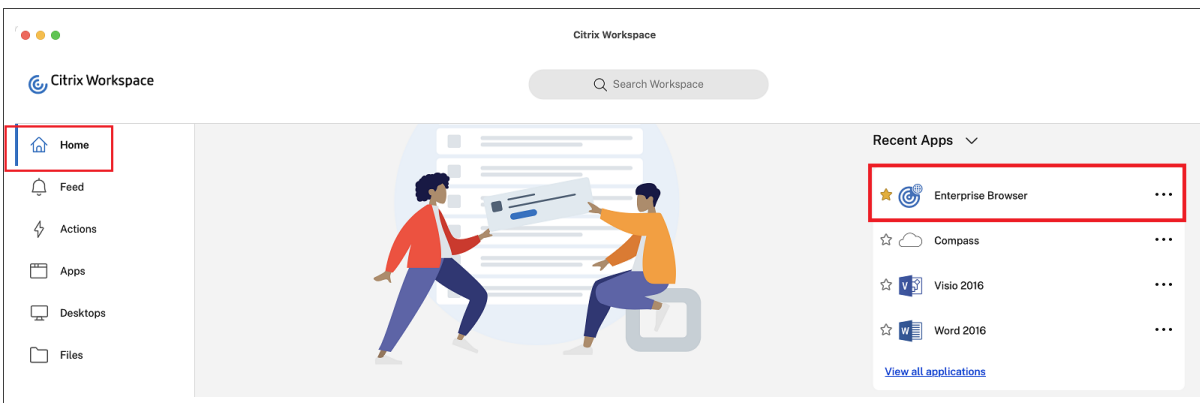 Citrix Workspace
Citrix Workspace
Search Workspace
Home
Feed
Actions
Apps
Desktops
Files
Recent Apps
Enterprise Browser
Compass
Visio 2016
Word 2016
View all applications